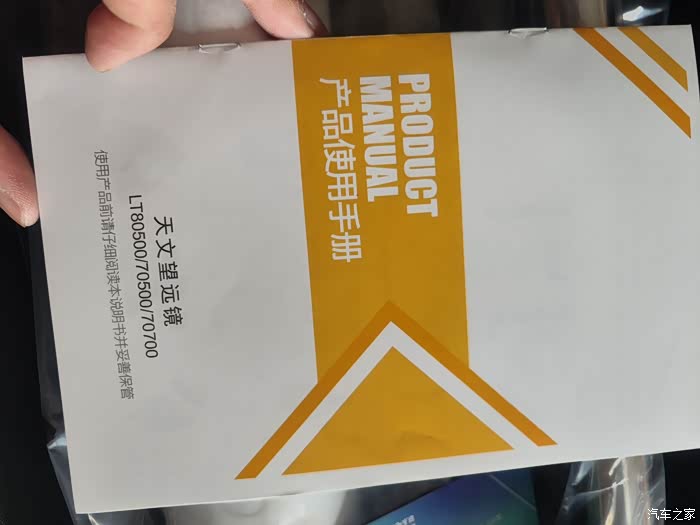 PRODUCT
MANUAL
产品使用手册
天文望远镜
LT80500/70500/70700
使用产品前请仔细阅读本说明书并妥善保管
汽车之家